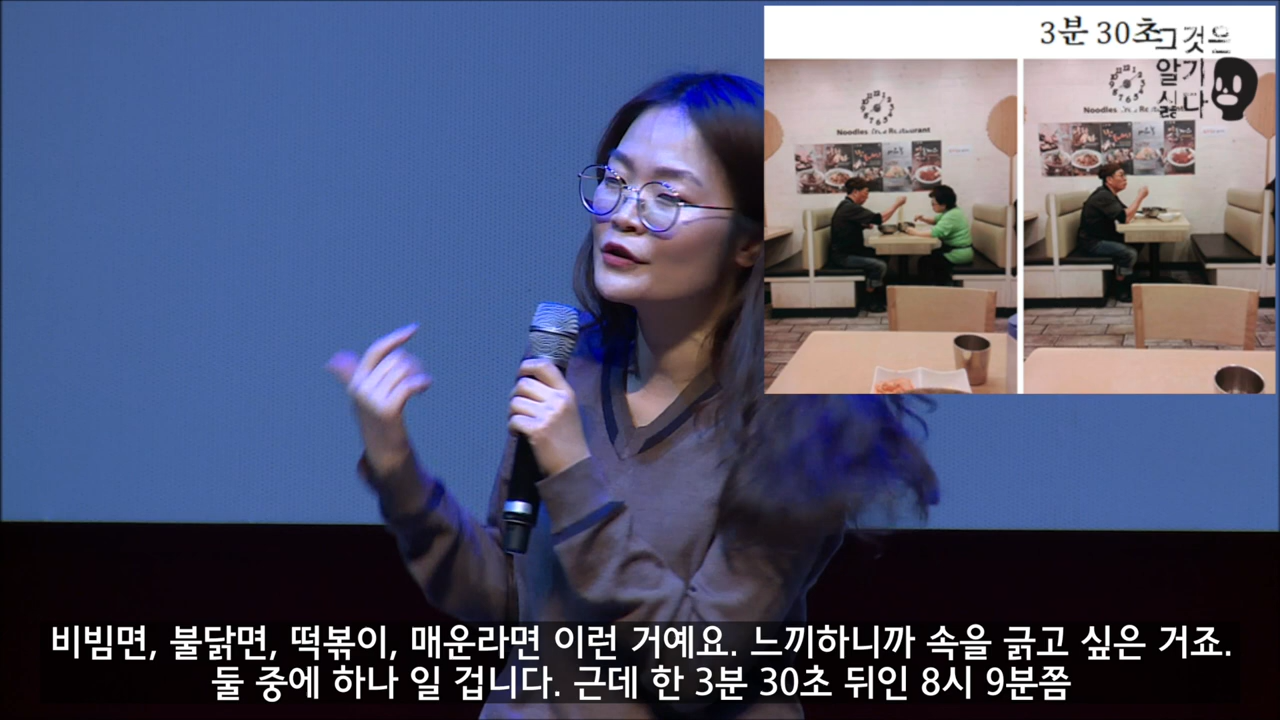 3분 30초
그것은
알기
싫다
Noodles
Restaurant
Noodles
비빔면, 불닭면, 떡볶이, 매운라면 이런 거예요. 느끼하니까 속을 긁고 싶은 거죠.
둘 중에 하나 일 겁니다. 근데 한 3분 30초 뒤인 8시 9분쯤